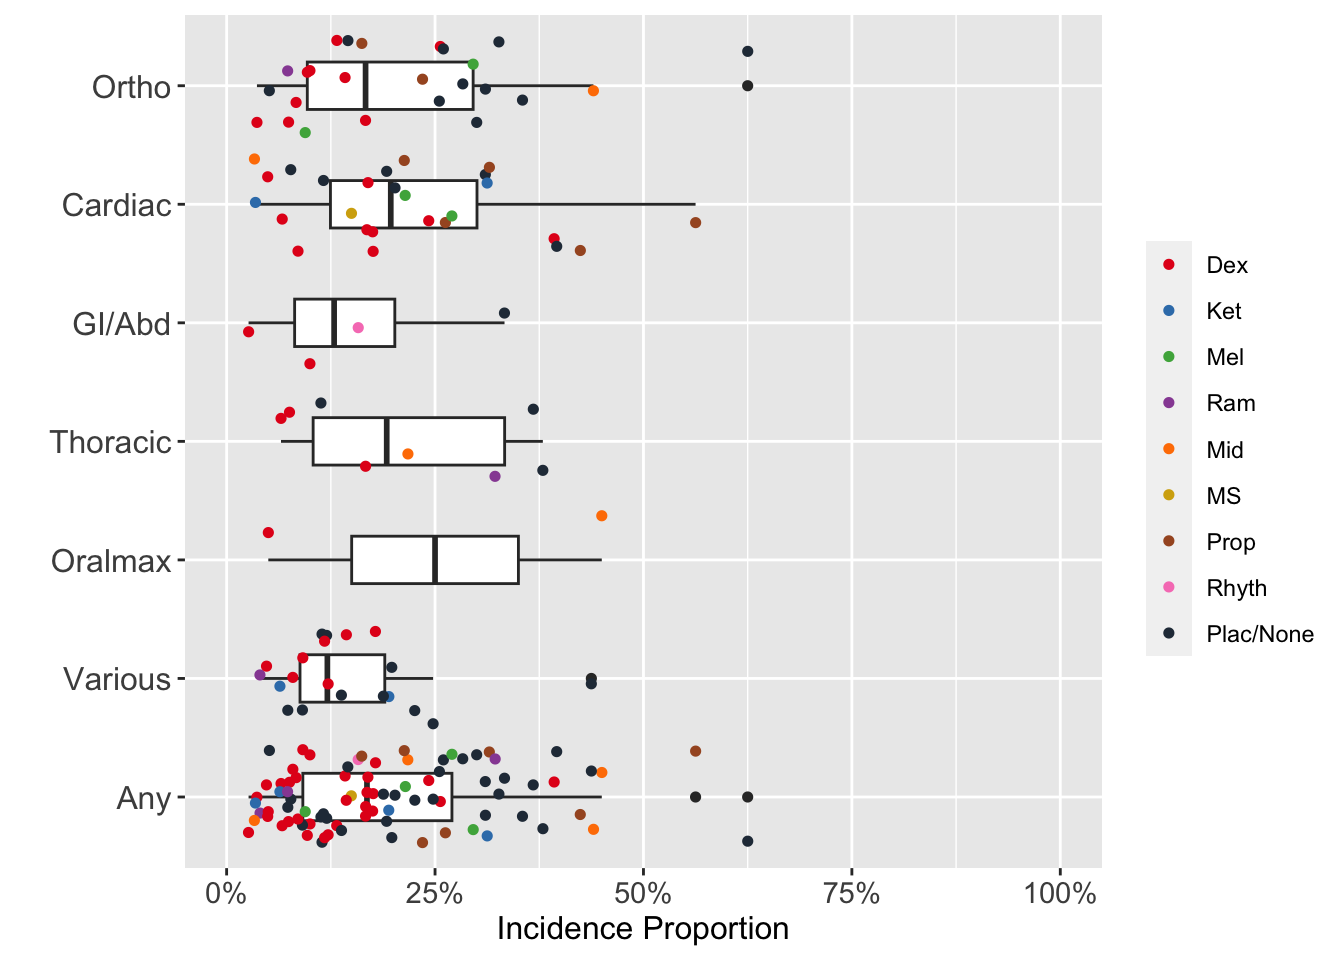 Ortho
Cardiac
GI/Abd
Thoracic
Oralmax
Various
Any
0%
25%
50%
75%
100%
Incidence Proportion
Dex
Ket
Mel
Ram
Mid
MS
Prop
Rhyth
Plac/None